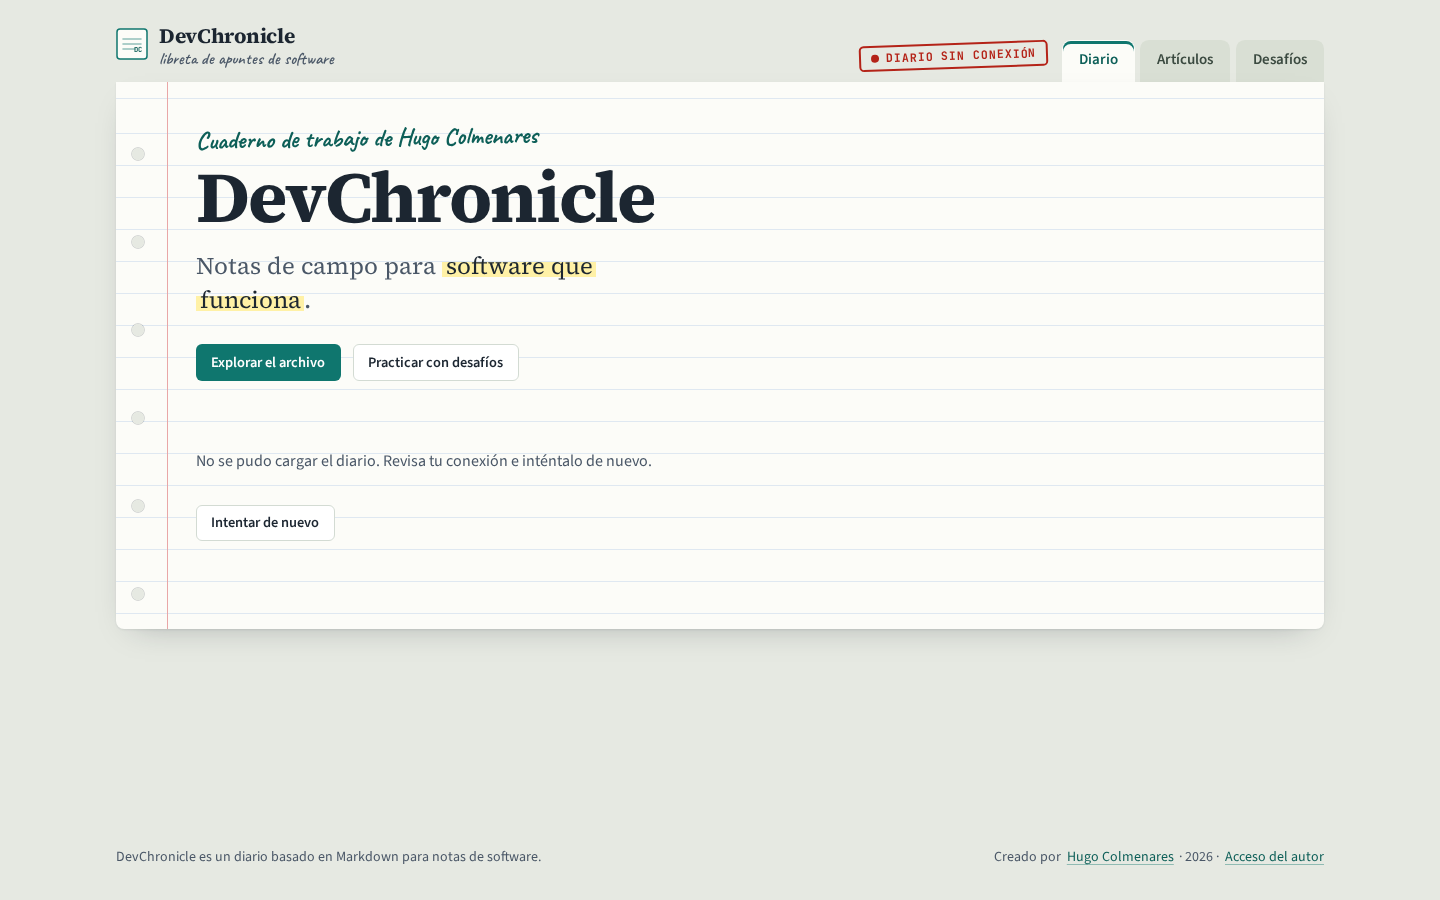 DC
DevChronicle
libreta de apuntes de software
DIARIO SIN CONEXIÓN
Diario
Artículos
Desafíos
Cuaderno de trabajo de Hugo Colmenares
DevChronicle
Notas de campo para software que
funciona.
Explorar el archivo
Practicar con desafíos
No se pudo cargar el diario. Revisa tu conexión e inténtalo de nuevo.
Intentar de nuevo
DevChronicle es un diario basado en Markdown para notas de software.
Creado por Hugo Colmenares · 2026 · Acceso del autor